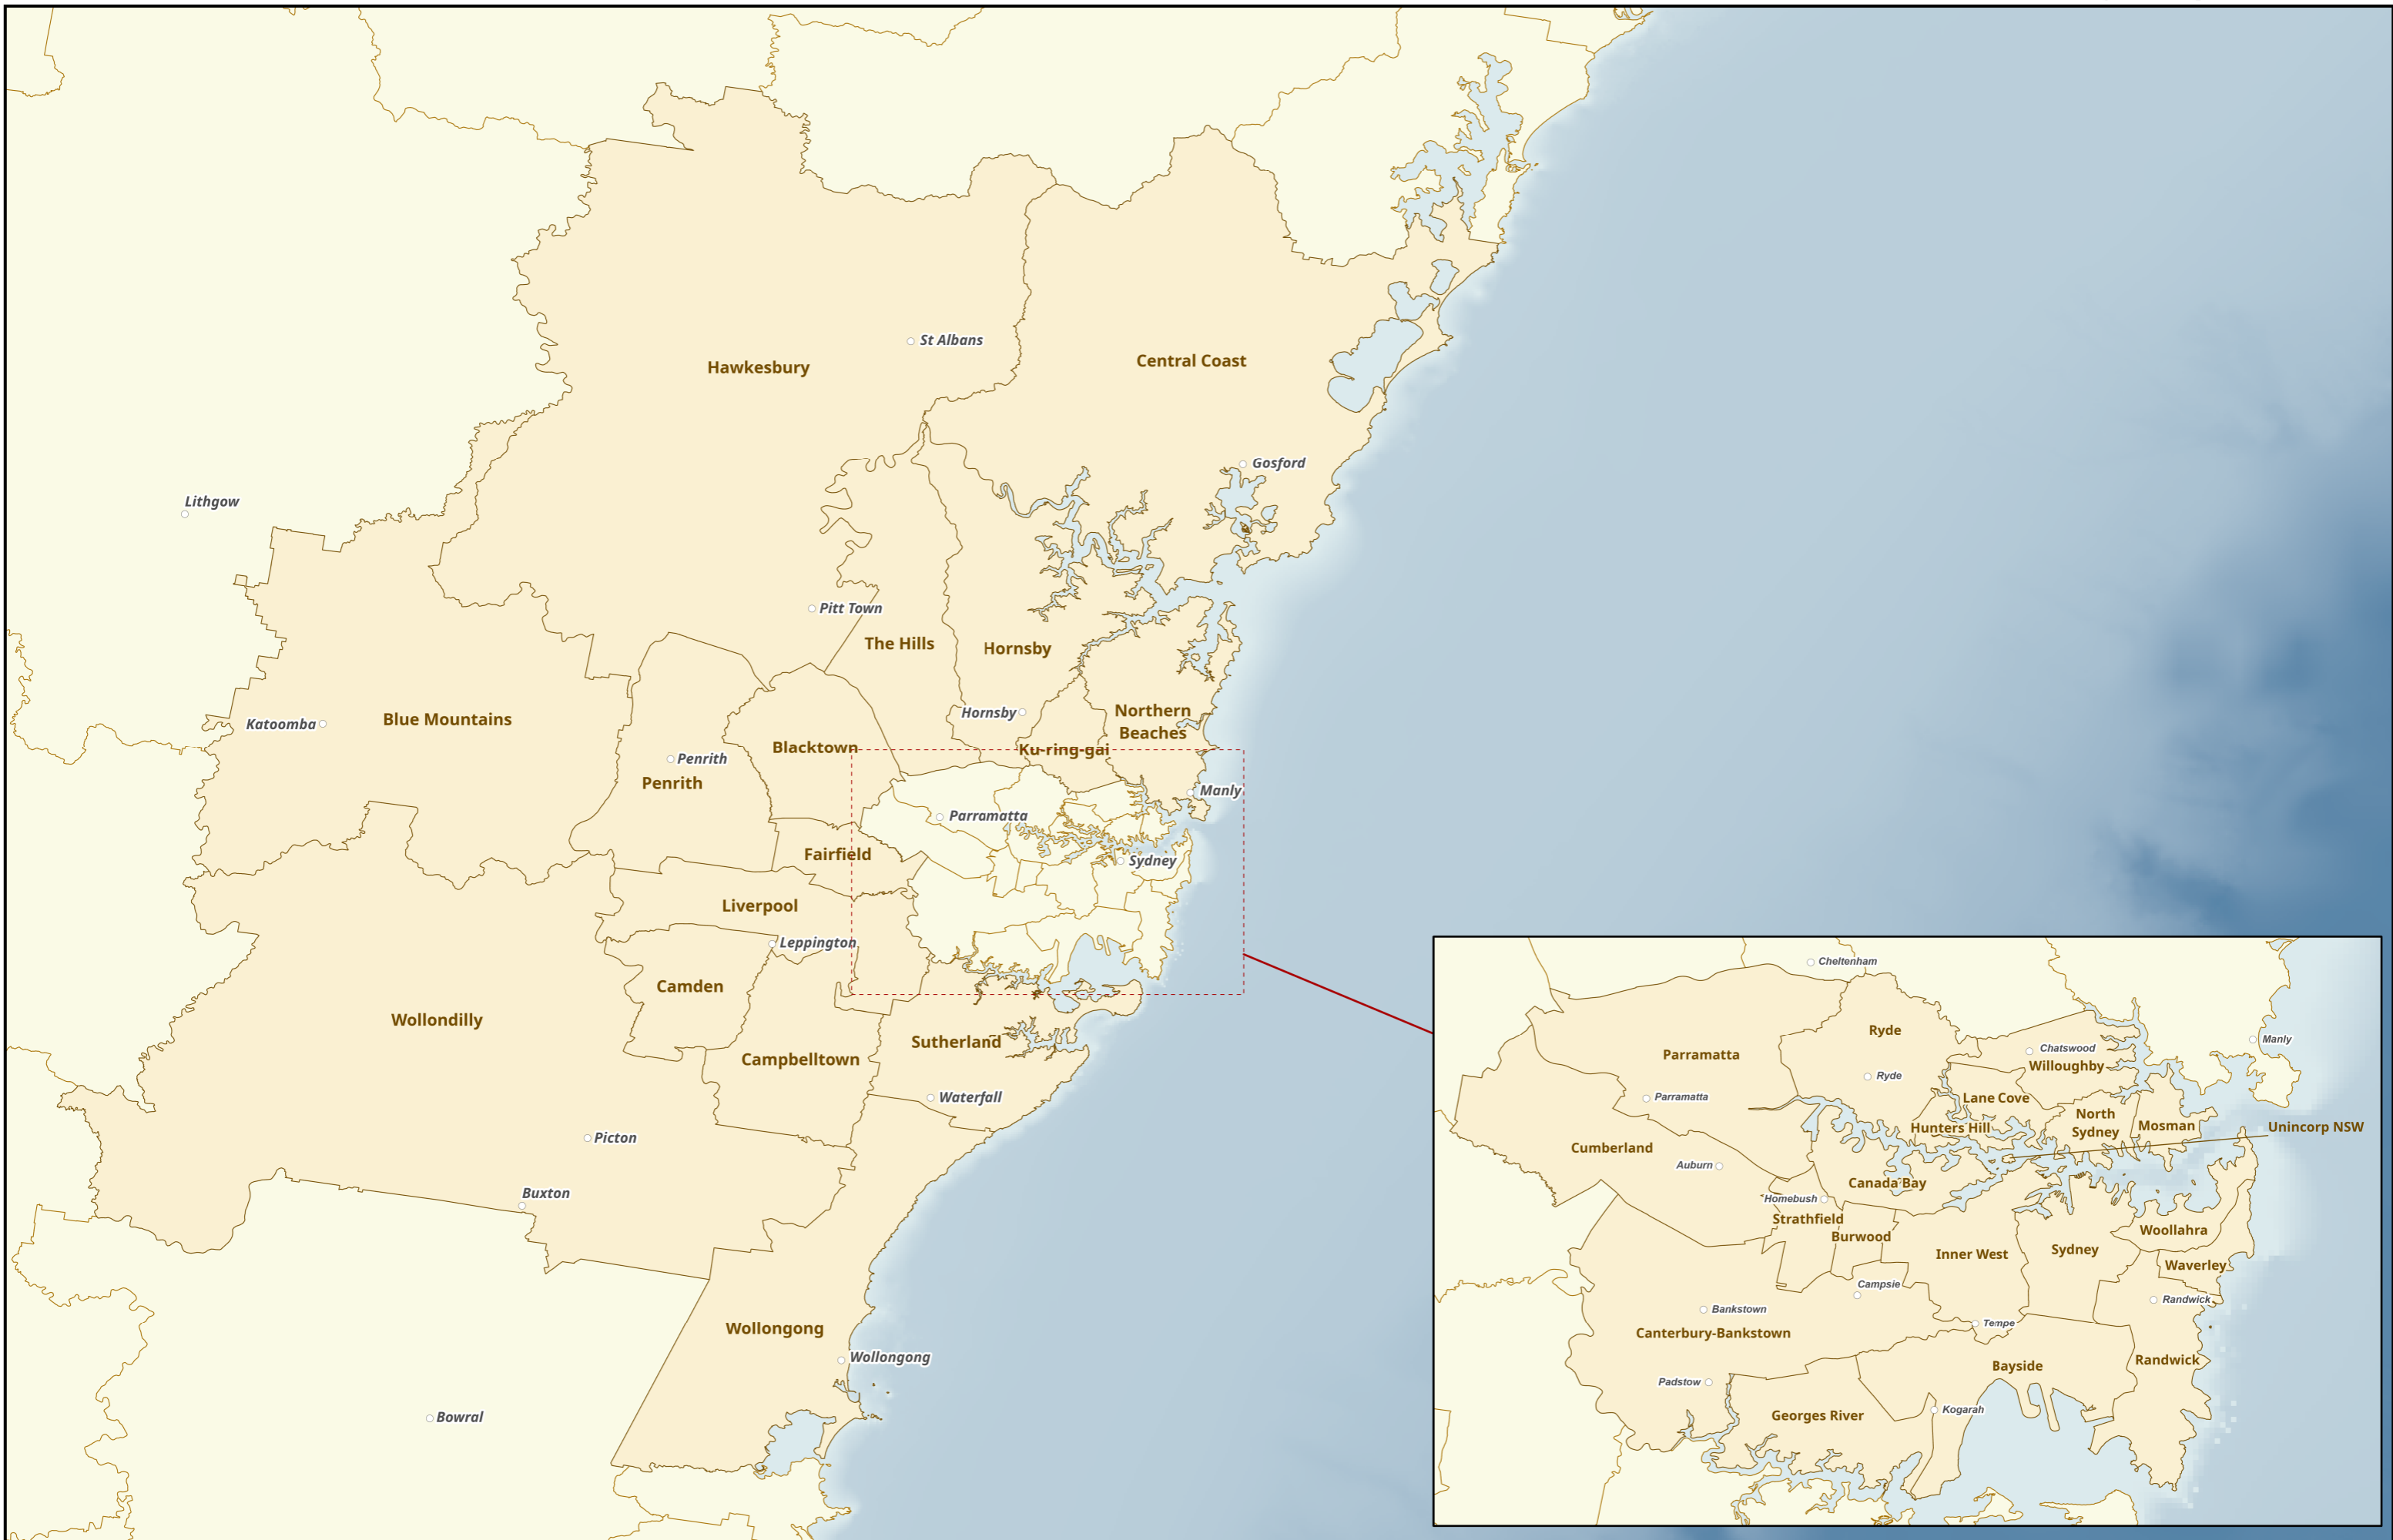 St Albans
Hawkesbury
Central Coast
Gosford
Lithgow
Pitt Town
The Hills
Hornsby
Katoomba
Blue Mountains
Hornsby
Northern
Beaches
Blacktown
Ku-ring-gai
Penrith
Penrith
Manly
Parramatta
Fairfield
Sydney
Liverpool
Leppington
Camden
Wollondilly
Sutherland
Campbelltown
Waterfall
Picton
Buxton
Wollongong
Wollongong
Bowral
Cheltenham
Ryde
Manly
Parramatta
Chatswood
Willoughby
Ryde
Parramatta
Lane Cove
North
Sydney
Mosman
Unincorp NSW
Hunters Hill
Cumberland
Auburn
Canada Bay
Homebush
Strathfield
Burwood
Inner West
Sydney
Woollahra
Waverley
Campsie
Randwick
Bankstown
Canterbury-Bankstown
Tempe
Bayside
Randwick
Padstow
Georges River
Kogarah